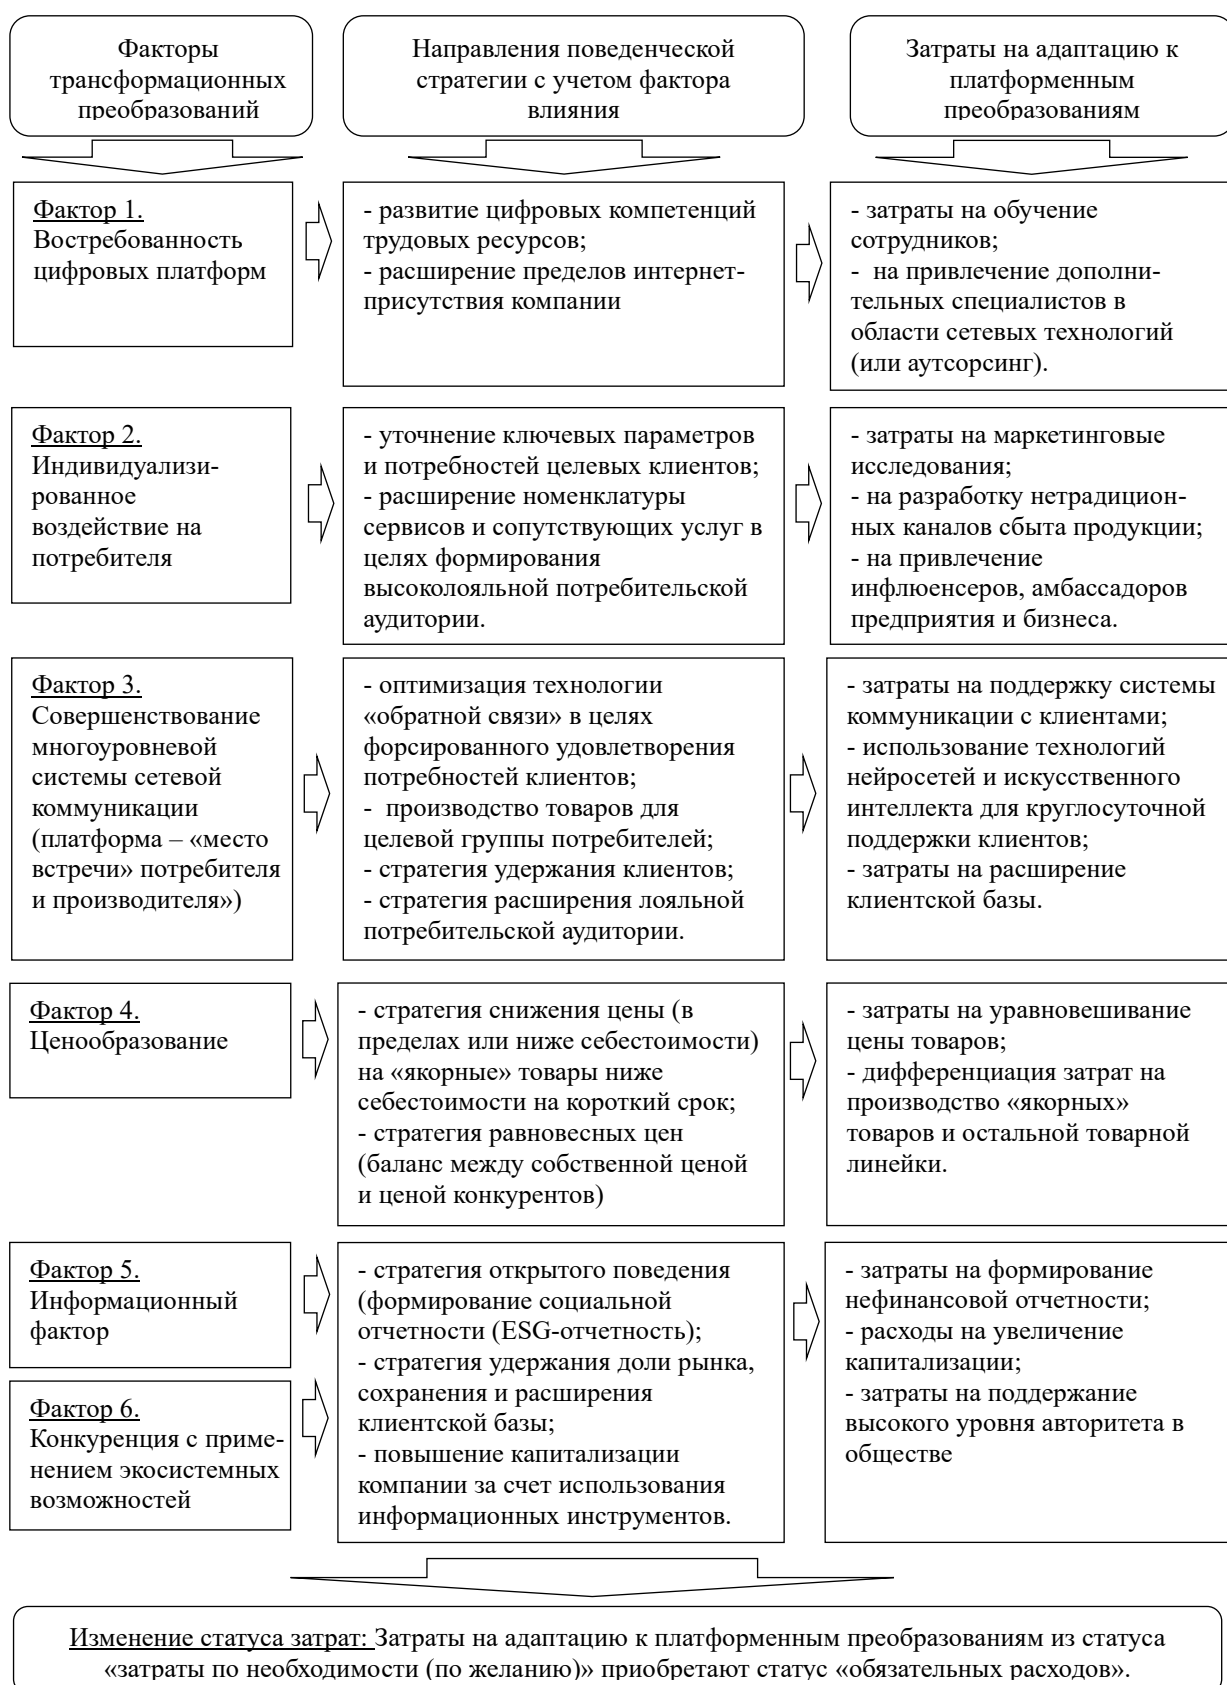 Факторы
трансформационных
преобразований
Направления поведенческой
стратегии с учетом фактора
влияния
Затраты на адаптацию к
платформенным
преобразованиям
Фактор 1.
Востребованность
цифровых платформ
- развитие цифровых компетенций
трудовых ресурсов;
- расширение пределов интернет-
присутствия компании
- затраты на обучение
сотрудников;
- на привлечение дополни-
тельных специалистов в
области сетевых технологий
(или аутсорсинг).
Фактор 2.
Индивидуализи-
рованное
воздействие на
потребителя
- уточнение ключевых параметров
и потребностей целевых клиентов;
- расширение номенклатуры
сервисов и сопутствующих услуг в
целях формирования
высоколояльной потребительской
аудитории.
- затраты на маркетинговые
исследования;
- на разработку нетрадицион-
ных каналов сбыта продукции;
- на привлечение
инфлюенсеров, амбассадоров
предприятия и бизнеса.
Фактор 3.
Совершенствование
многоуровневой
системы сетевой
коммуникации
(платформа – «место
встречи» потребителя
и производителя»)
- оптимизация технологии
«обратной связи» в целях
форсированного удовлетворения
потребностей клиентов;
- производство товаров для
целевой группы потребителей;
- стратегия удержания клиентов;
- стратегия расширения лояльной
потребительской аудитории.
- затраты на поддержку системы
коммуникации с клиентами;
- использование технологий
нейросетей и искусственного
интеллекта для круглосуточной
поддержки клиентов;
- затраты на расширение
клиентской базы.
Фактор 4.
Ценообразование
- стратегия снижения цены (в
пределах или ниже себестоимости)
на «якорные» товары ниже
себестоимости на короткий срок;
- стратегия равновесных цен
(баланс между собственной ценой
и ценой конкурентов)
- затраты на уравновешивание
цены товаров;
- дифференциация затрат на
производство «якорных»
товаров и остальной товарной
линейки.
Фактор 5.
Информационный
фактор
Фактор 6.
Конкуренция с приме-
нением экосистемных
возможностей
- стратегия открытого поведения
(формирование социальной
отчетности (ESG-отчетность);
- стратегия удержания доли рынка,
сохранения и расширения
клиентской базы;
- повышение капитализации
компании за счет использования
информационных инструментов.
- затраты на формирование
нефинансовой отчетности;
- расходы на увеличение
капитализации;
- затраты на поддержание
высокого уровня авторитета в
обществе
Изменение статуса затрат: Затраты на адаптацию к платформенным преобразованиям из статуса
«затраты по необходимости (по желанию)» приобретают статус «обязательных расходов».